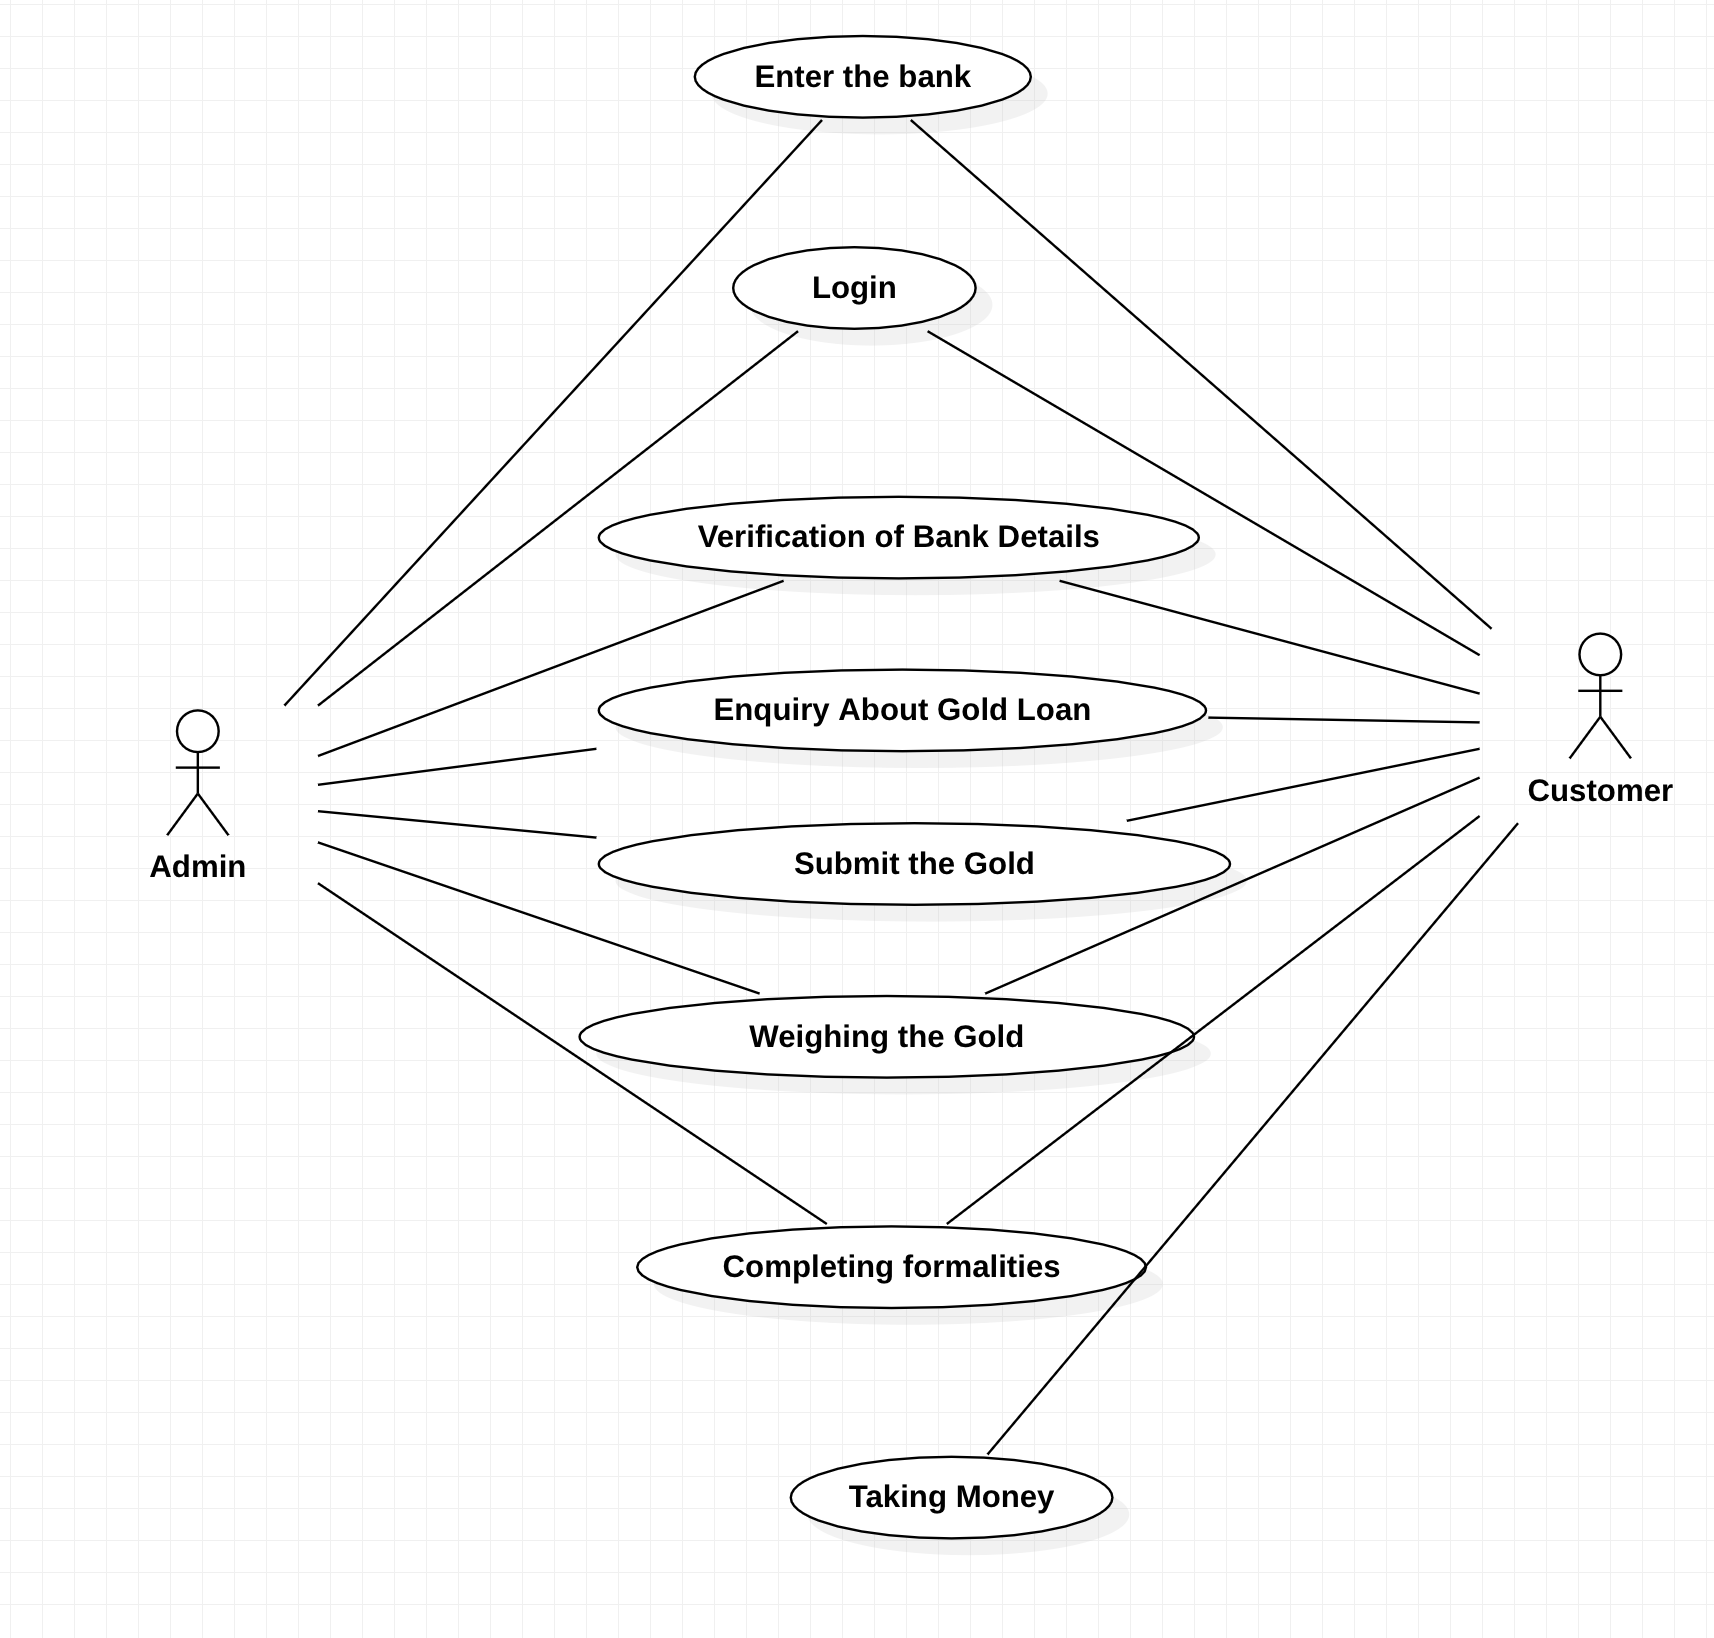 Enter the bank
Login
Verification of Bank Details
Enquiry About Gold Loan
Customer
Submit the Gold
Admin
Weighing the Gold
Completing formalities
Taking Money